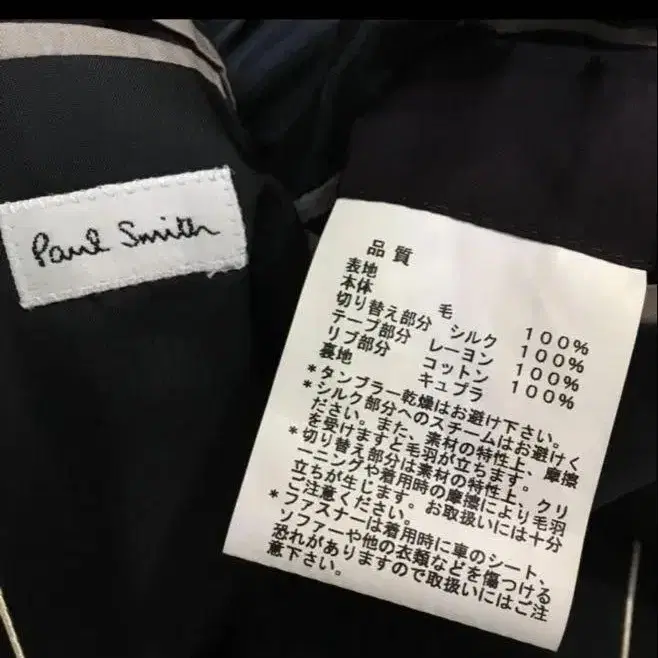 Paul Smith
品質
表地
本体 毛
切り替え部分 シルク 100%
テープ部分 レーヨン 100%
リブ部分 コットン 100%
裏地 キュプラ 100%
*タンブラー乾燥はお避け下さい。
*シルク部分へのスチームはお避けく
ださい。また、素材の特性上、摩擦
を受けますと毛羽が立ちます。
*切り替え部分は素材の特性上、クリ
ーニングや着用時の摩擦により毛羽
立ちが生じます。お取扱いには十分
ご注意ください。
*ファスナーは着用時に車のシート、
ソファーや他の衣類などを傷つける
恐れがありますので取扱いにはご注
意下さい。